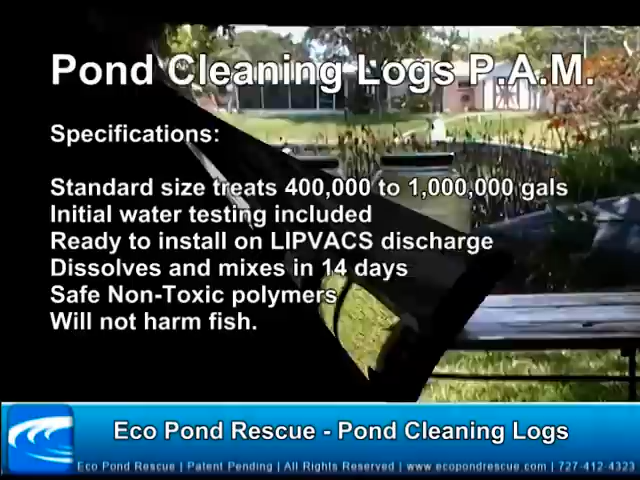 Pond Cleaning Logs P.A.M.
Specifications:
Standard size treats 400,000 to 1,000,000 gals
Initial water testing included
Ready to install on LIPVACS discharge
Dissolves and mixes in 14 days
Safe Non-Toxic polymers
Will not harm fish.
Eco Pond Rescue - Pond Cleaning Logs
Eco Pond Rescue | Patent Pending | All Rights Reserved | www.ecopondrescue.com | 727-412-4323